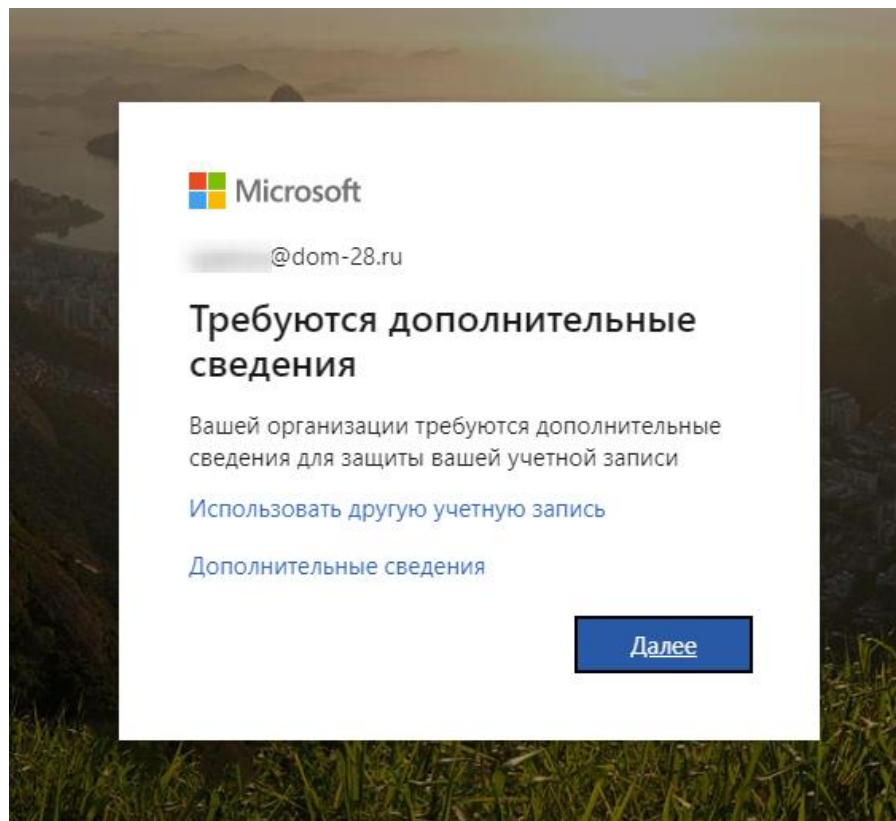 Microsoft
@dom-28.ru
Требуются дополнительные
сведения
Вашей организации требуются дополнительные
сведения для защиты вашей учетной записи
Использовать другую учетную запись
Дополнительные сведения
Далее